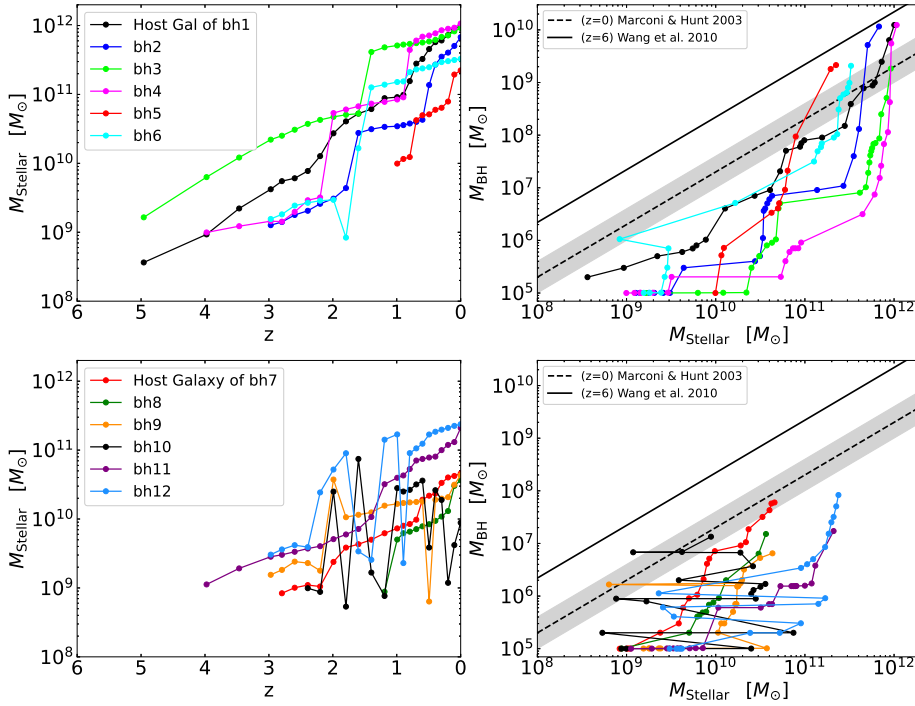 10¹²
10¹¹
10¹⁰
10⁹
10⁸
M_Stellar [M_⊙]
Host Gal of bh1
bh2
bh3
bh4
bh5
bh6
6 5 4 3 2 1 0
z
10¹⁰
10⁹
10⁸
10⁷
10⁶
10⁵
M_BH [M_⊙]
(z=0) Marconi & Hunt 2003
(z=6) Wang et al. 2010
10⁸ 10⁹ 10¹⁰ 10¹¹ 10¹²
M_Stellar [M_⊙]
10¹²
10¹¹
10¹⁰
10⁹
10⁸
M_Stellar [M_⊙]
Host Galaxy of bh7
bh8
bh9
bh10
bh11
bh12
6 5 4 3 2 1 0
z
10¹⁰
10⁹
10⁸
10⁷
10⁶
10⁵
M_BH [M_⊙]
(z=0) Marconi & Hunt 2003
(z=6) Wang et al. 2010
10⁸ 10⁹ 10¹⁰ 10¹¹ 10¹²
M_Stellar [M_⊙]